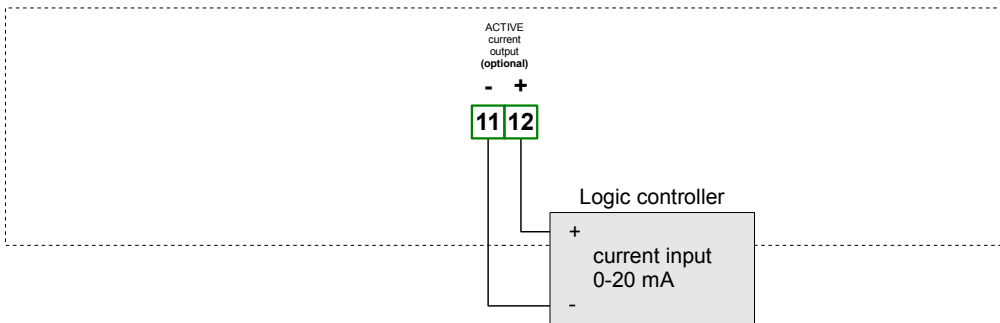 ACTIVE
current
output
(optional)
- +
11 12
Logic controller
+
current input
0-20 mA
-